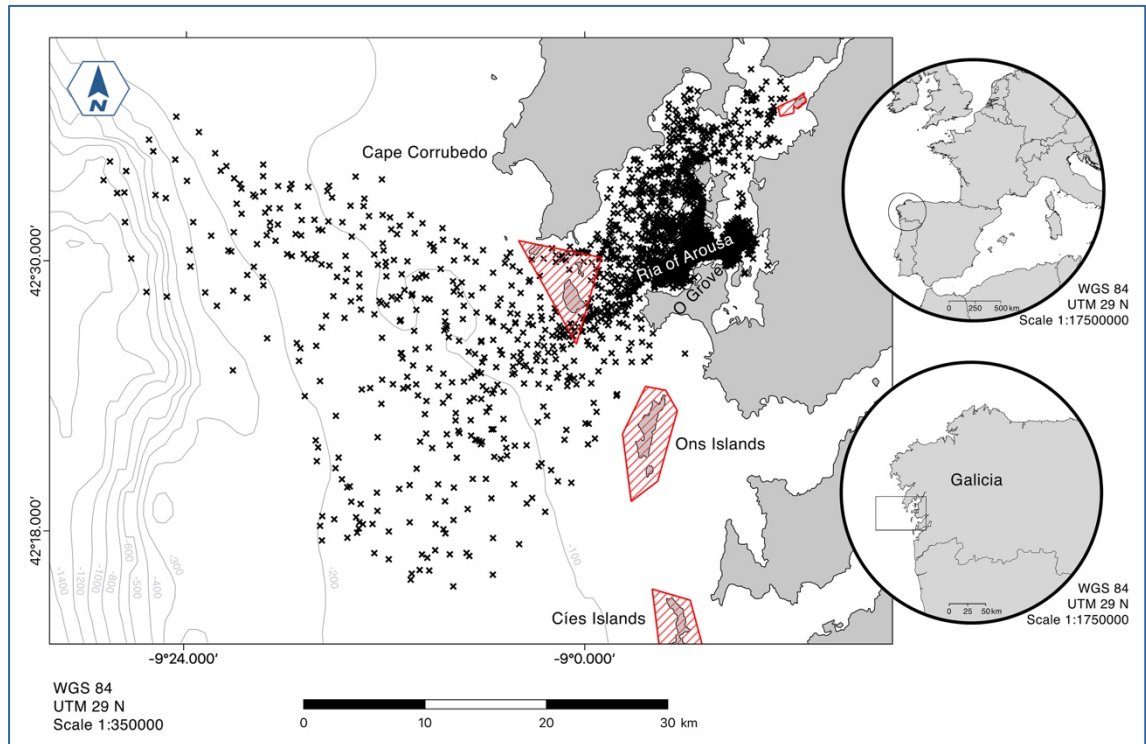 N
Cape Corrubedo
Ria of Arousa
O Grove
Ons Islands
Cíes Islands
42°30.000'
42°18.000'
-9°24.000'
-9°0.000'
-1400
-1200
-1000
-800
-600
-500
-400
-300
-200
-100
WGS 84
UTM 29 N
Scale 1:350000
0 10 20 30 km
0 250 500 km
WGS 84
UTM 29 N
Scale 1:17500000
Galicia
0 25 50 km
WGS 84
UTM 29 N
Scale 1:1750000